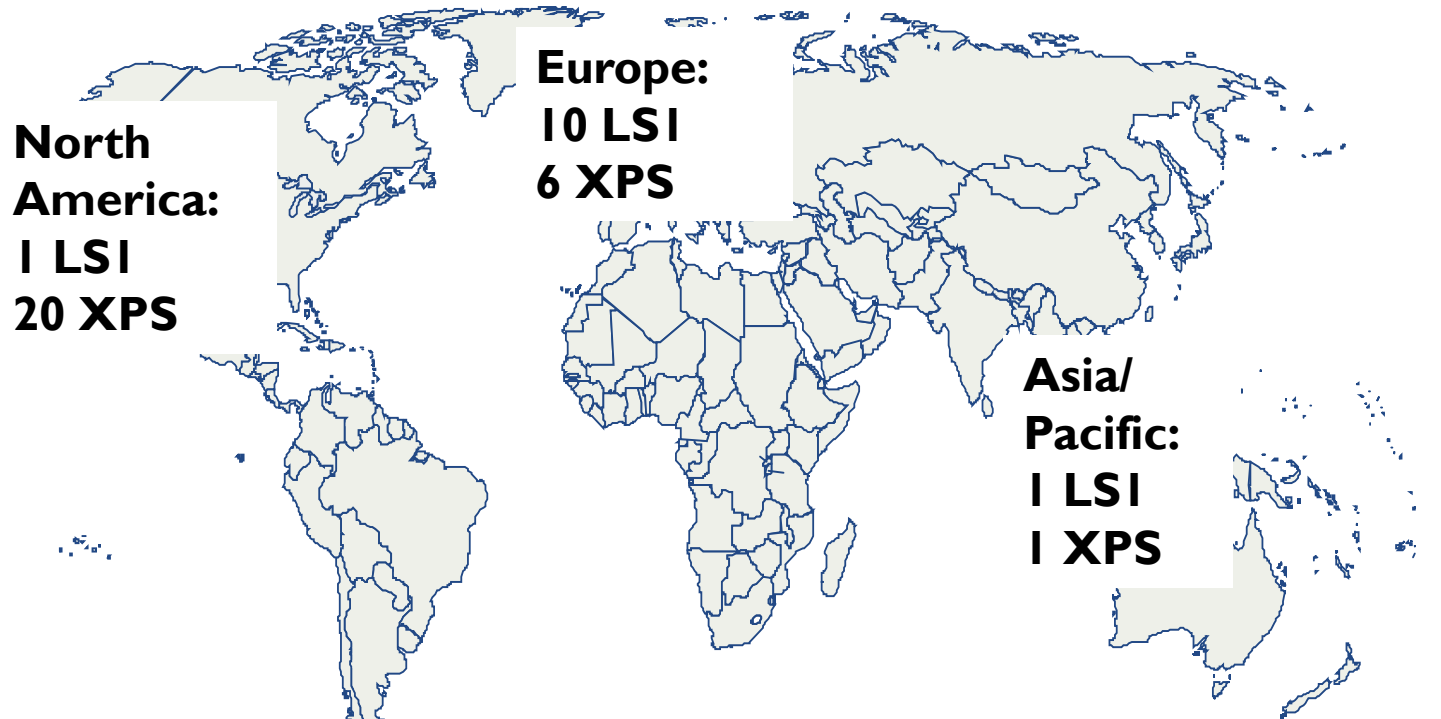 North
America:
1 LS1
20 XPS
Europe:
10 LS1
6 XPS
Asia/
Pacific:
1 LS1
1 XPS